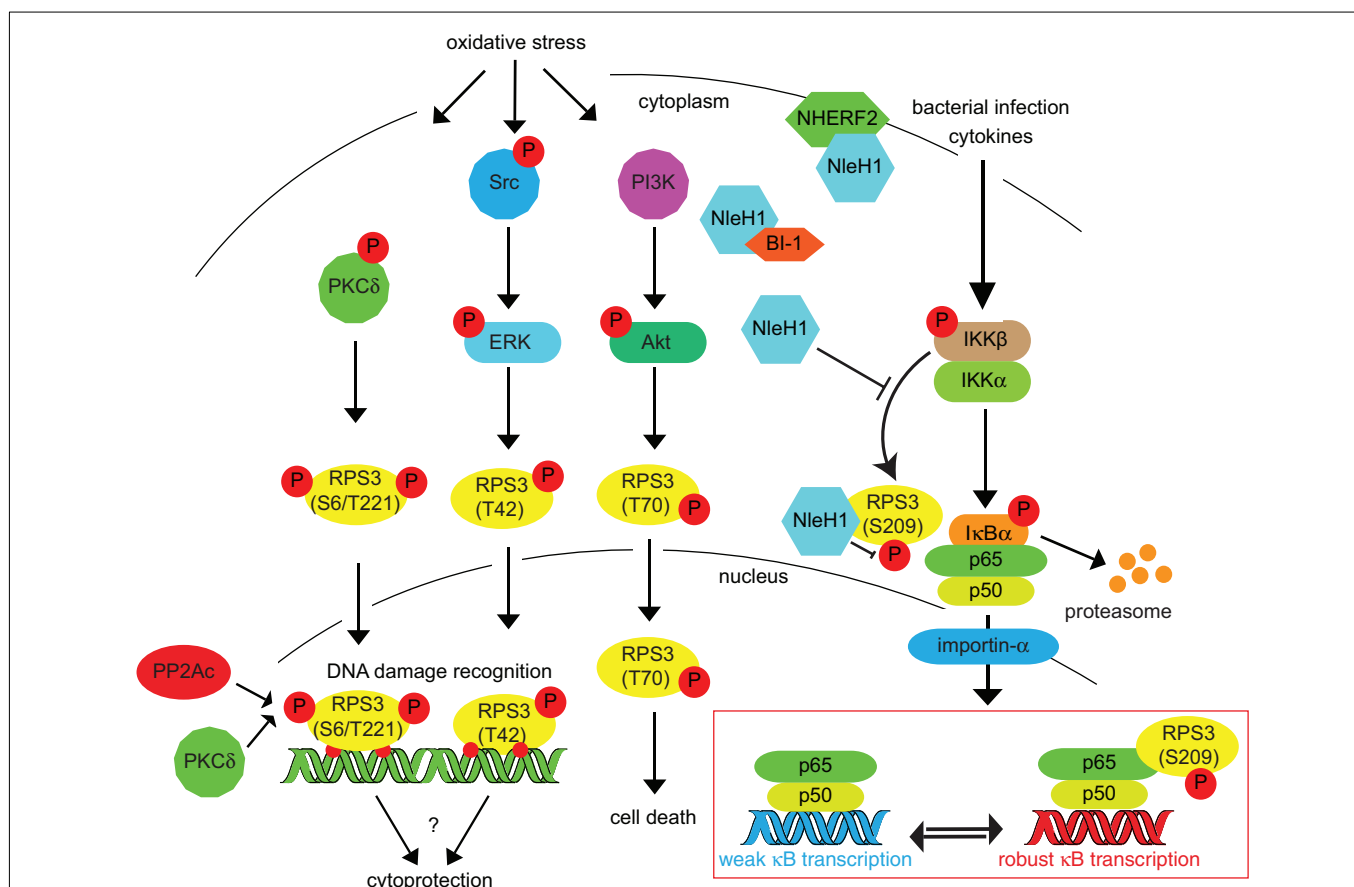 oxidative stress
cytoplasm
NHERF2
NleH1
bacterial infection
cytokines
P
Src
PI3K
NleH1
BI-1
P
PKCδ
P
ERK
P
Akt
NleH1
P
IKKβ
IKKα
P
RPS3
(S6/T221)
P
RPS3
(T42)
P
RPS3
(T70)
P
NleH1
RPS3
(S209)
P
IκBα
P
p65
p50
proteasome
nucleus
importin-α
PP2Ac
PKCδ
DNA damage recognition
P
RPS3
(S6/T221)
P
RPS3
(T42)
P
RPS3
(T70)
P
?
cytoprotection
cell death
p65
p50
weak κB transcription
p65
p50
RPS3
(S209)
P
robust κB transcription